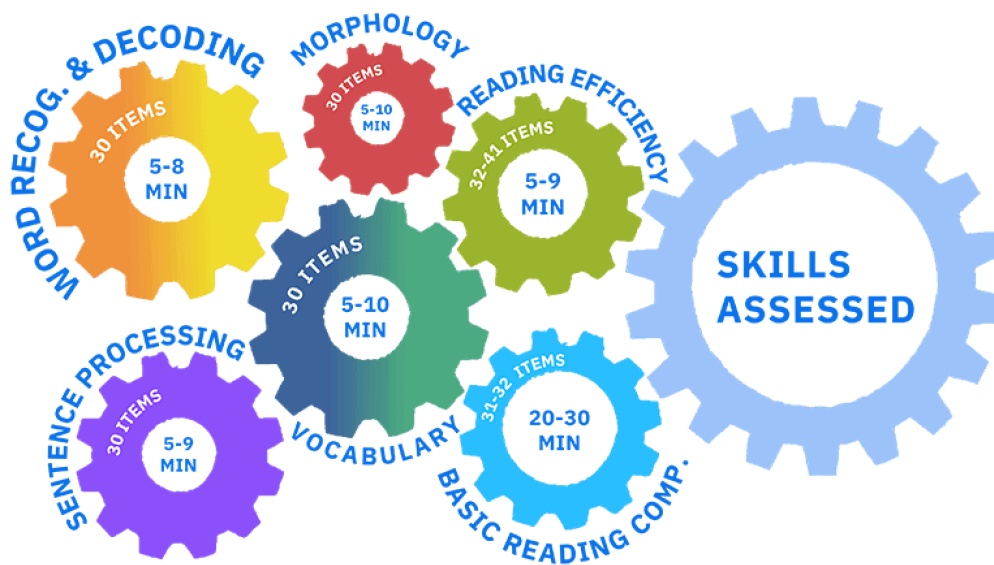 WORD RECOG. & DECODING
30 ITEMS
5-8
MIN
MORPHOLOGY
30 ITEMS
5-10
MIN
READING EFFICIENCY
32-41 ITEMS
5-9
MIN
SKILLS
ASSESSED
30 ITEMS
5-10
MIN
VOCABULARY
SENTENCE PROCESSING
30 ITEMS
5-9
MIN
31-32 ITEMS
20-30
MIN
BASIC READING COMP.